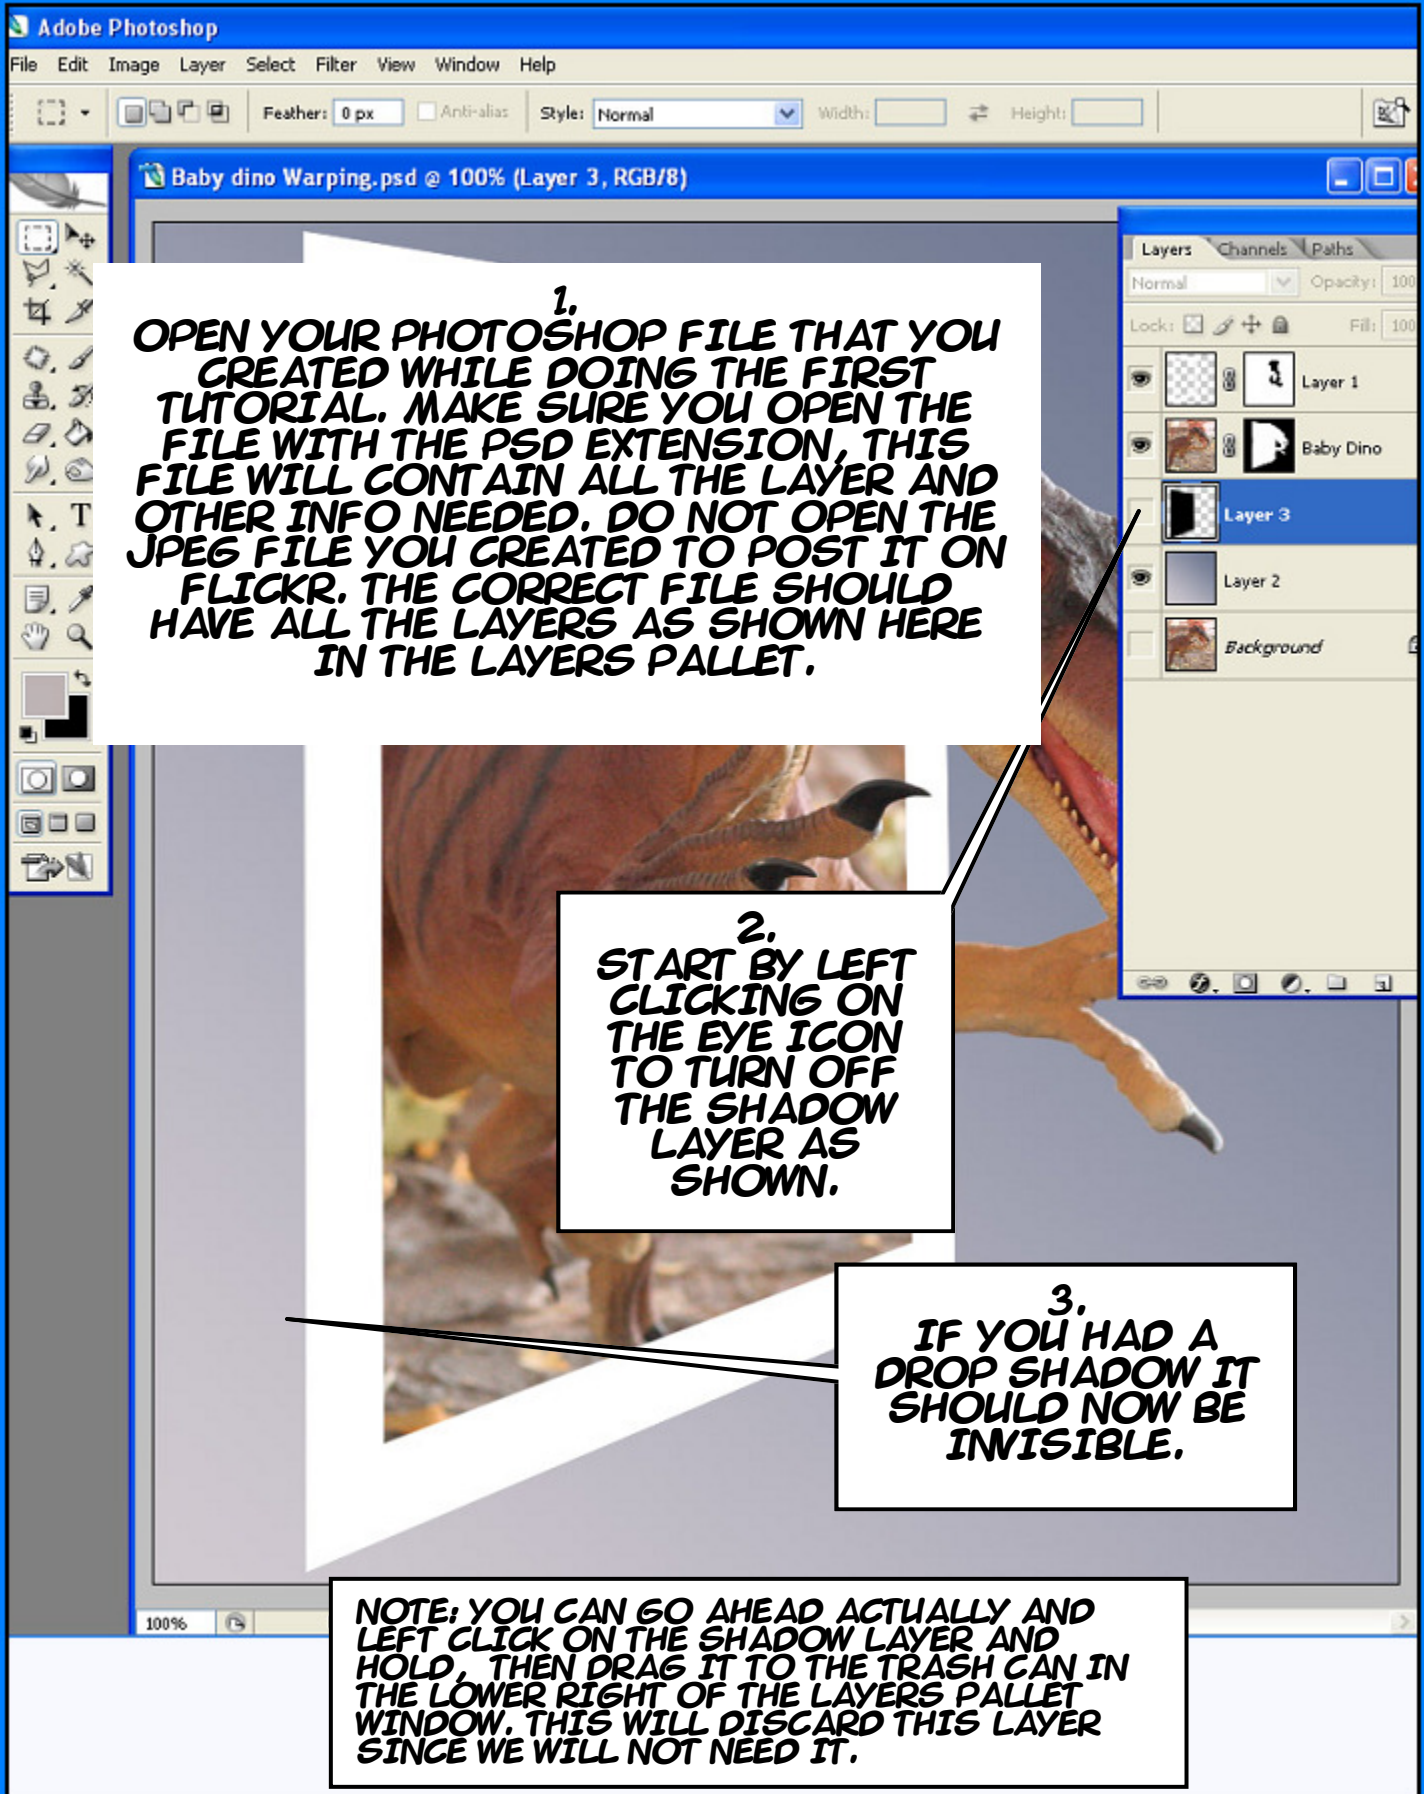 Adobe Photoshop
File Edit Image Layer Select Filter View Window Help
Feather: 0 px Anti-alias Style: Normal Width: Height:
Baby dino Warping.psd @ 100% (Layer 3, RGB/8)
Layers Channels Paths
Normal Opacity: 100
Lock: Fill: 100
Layer 1
Baby Dino
Layer 3
Layer 2
Background
1.
OPEN YOUR PHOTOSHOP FILE THAT YOU
CREATED WHILE DOING THE FIRST
TUTORIAL. MAKE SURE YOU OPEN THE
FILE WITH THE PSD EXTENSION, THIS
FILE WILL CONTAIN ALL THE LAYER AND
OTHER INFO NEEDED. DO NOT OPEN THE
JPEG FILE YOU CREATED TO POST IT ON
FLICKR. THE CORRECT FILE SHOULD
HAVE ALL THE LAYERS AS SHOWN HERE
IN THE LAYERS PALLET.
2.
START BY LEFT
CLICKING ON
THE EYE ICON
TO TURN OFF
THE SHADOW
LAYER AS
SHOWN.
3.
IF YOU HAD A
DROP SHADOW IT
SHOULD NOW BE
INVISIBLE.
100%
NOTE: YOU CAN GO AHEAD ACTUALLY AND
LEFT CLICK ON THE SHADOW LAYER AND
HOLD, THEN DRAG IT TO THE TRASH CAN IN
THE LOWER RIGHT OF THE LAYERS PALLET
WINDOW. THIS WILL DISCARD THIS LAYER
SINCE WE WILL NOT NEED IT.